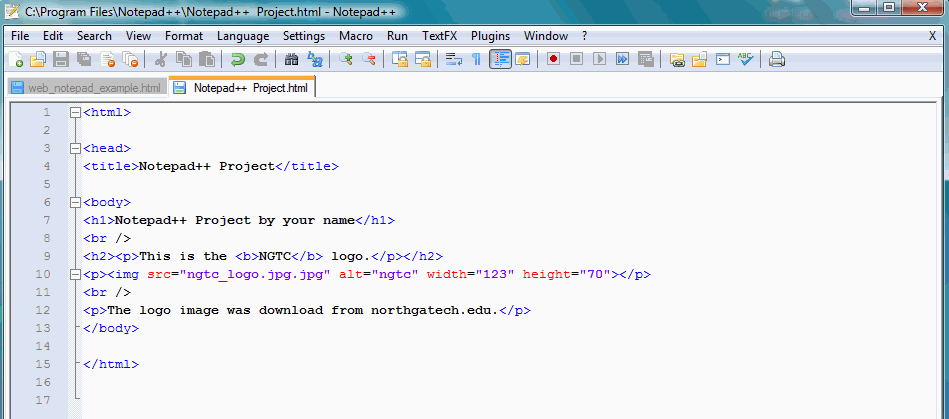 C:\Program Files\Notepad++\Notepad++  Project.html - Notepad++
File Edit Search View Format Language Settings Macro Run TextFX Plugins Window ? X
web_notepad_example.html Notepad++  Project.html
1 <html>
2
3 <head>
4 <title>Notepad++ Project</title>
5
6 <body>
7 <h1>Notepad++ Project by your name</h1>
8 <br />
9 <h2><p>This is the <b>NGTC</b> logo.</p></h2>
10 <p><img src="ngtc_logo.jpg.jpg" alt="ngtc" width="123" height="70"></p>
11 <br />
12 <p>The logo image was download from northgatech.edu.</p>
13 </body>
14
15 </html>
16
17